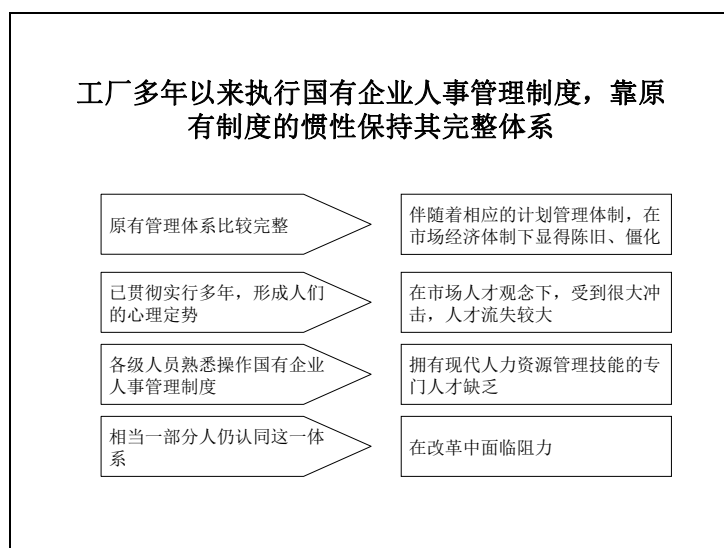 工厂多年以来执行国有企业人事管理制度，靠原
有制度的惯性保持其完整体系
原有管理体系比较完整
伴随着相应的计划管理体制，在
市场经济体制下显得陈旧、僵化
已贯彻实行多年，形成人们
的心理定势
在市场人才观念下，受到很大冲
击，人才流失较大
各级人员熟悉操作国有企业
人事管理制度
拥有现代人力资源管理技能的专
门人才缺乏
相当一部分人仍认同这一体
系
在改革中面临阻力